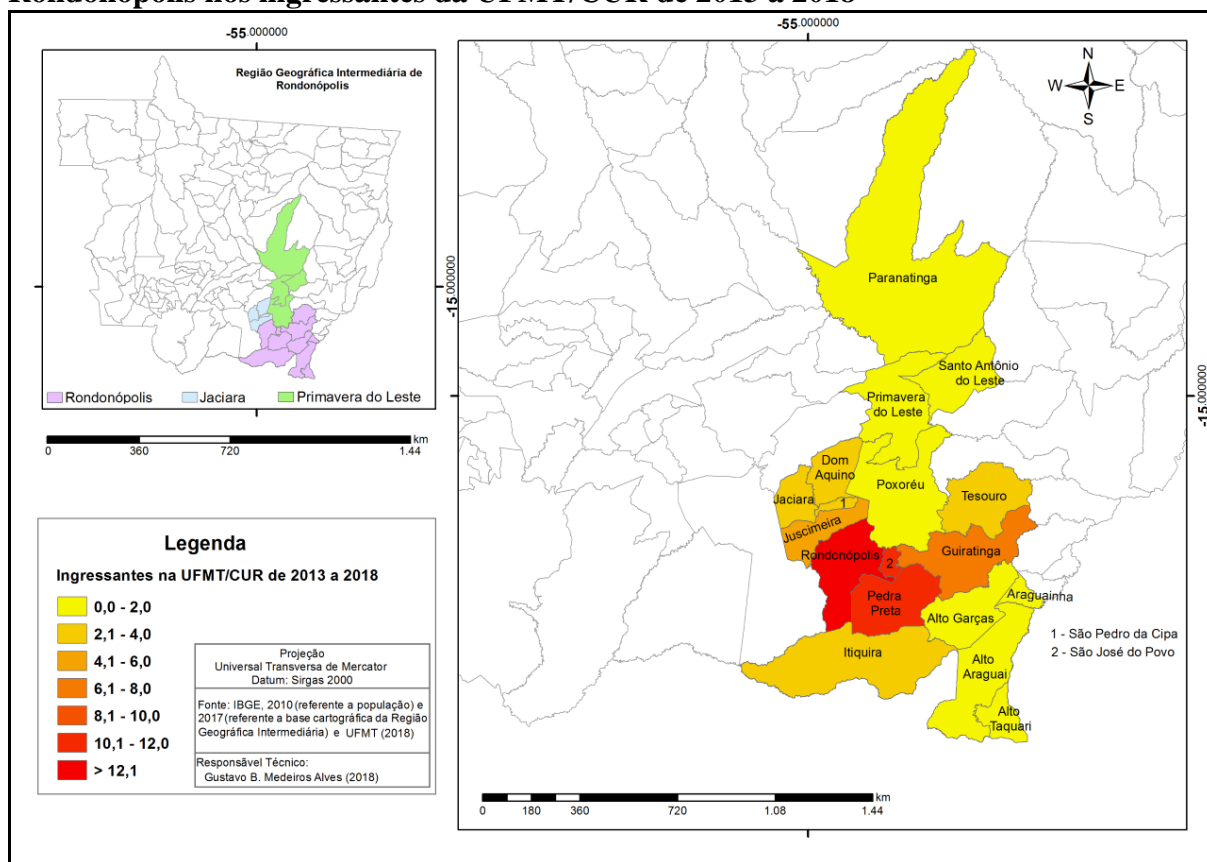 Rondonópolis nos ingressantes da UFMT/CUR de 2013 a 2018
-55.000000
Região Geográfica Intermediária de
Rondonópolis
-15.000000
Rondonópolis
Jaciara
Primavera do Leste
-55.000000
0
360
720
1.44
km
Legenda
Ingressantes na UFMT/CUR de 2013 a 2018
0,0 - 2,0
2,1 - 4,0
4,1 - 6,0
6,1 - 8,0
8,1 - 10,0
10,1 - 12,0
> 12,1
Projeção
Universal Transversa de Mercator
Datum: Sirgas 2000
Fonte: IBGE, 2010 (referente a população) e
2017(referente a base cartográfica da Região
Geográfica Intermediária) e UFMT (2018)
Responsável Técnico:
Gustavo B. Medeiros Alves (2018)
-55.000000
N
W
E
S
-15.000000
-15.000000
Paranatinga
Santo Antônio
do Leste
Primavera
do Leste
Dom
Aquino
Poxoréu
Jaciara
1
Tesouro
Juscimeira
Rondonópolis
2
Guiratinga
Pedra
Preta
Araguainha
Alto Garças
Itiquira
Alto
Araguai
Alto
Taquari
1 - São Pedro da Cipa
2 - São José do Povo
km
0
180
360
720
1.08
1.44
-55.000000